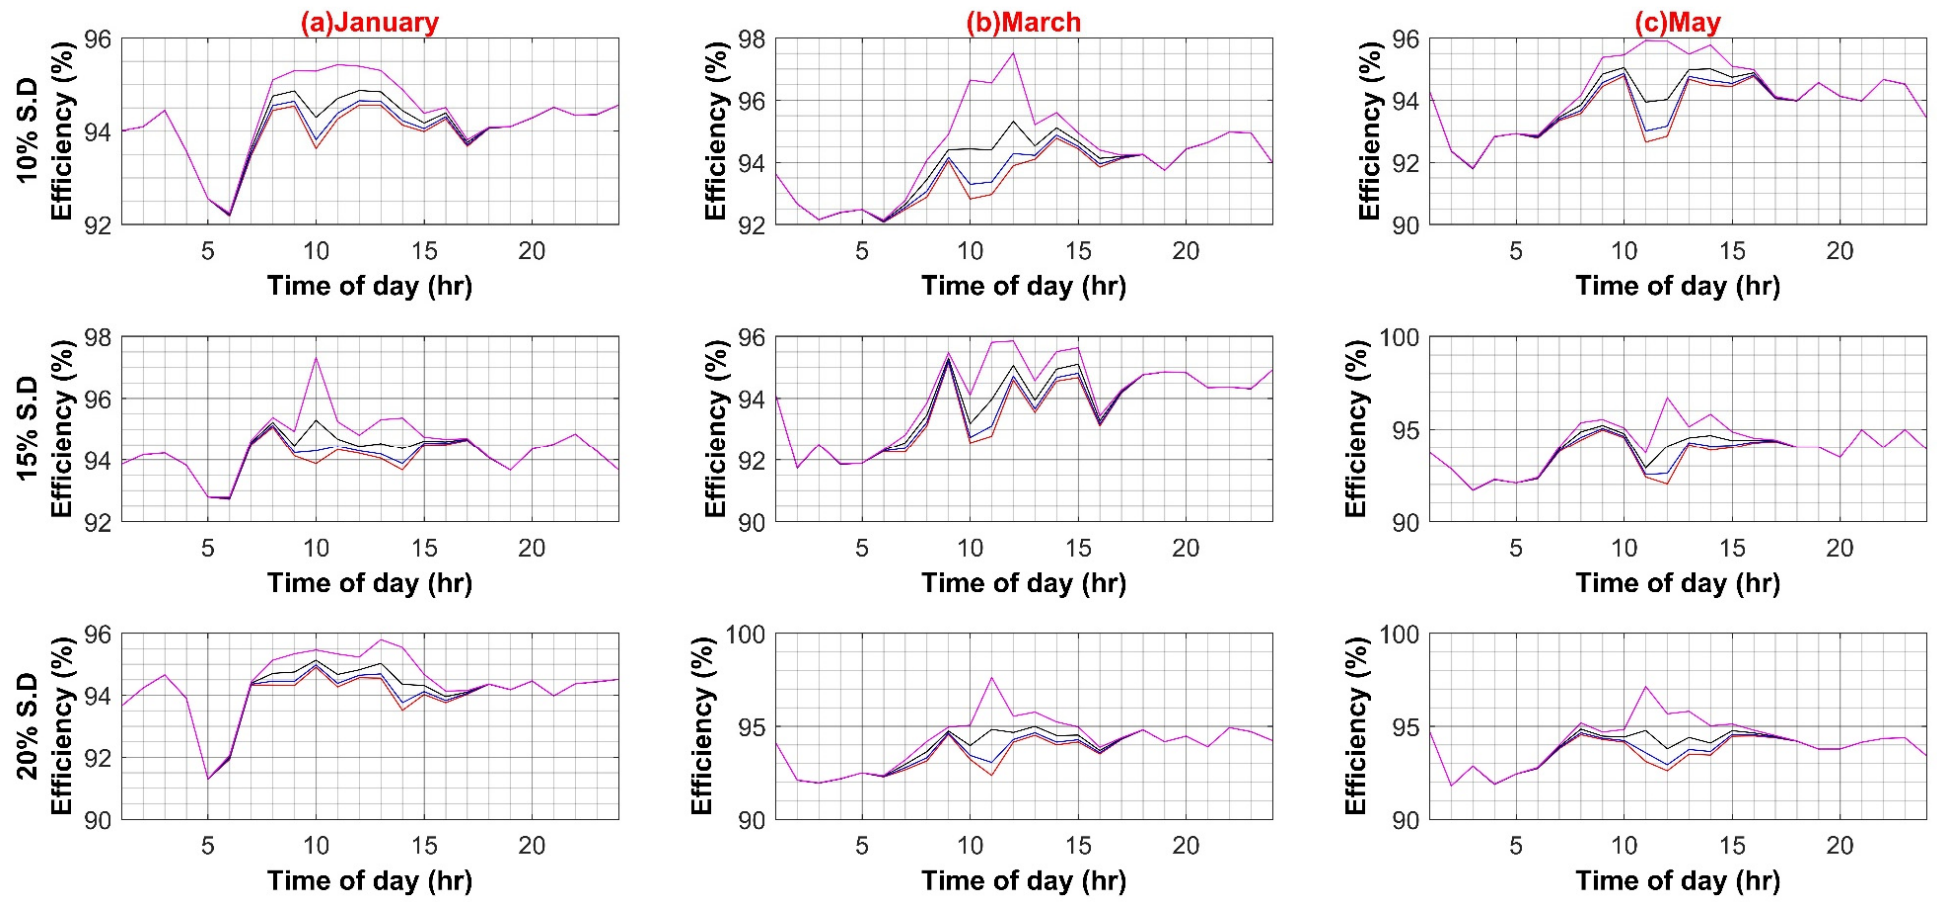 (a)January
(b)March
(c)May
10% S.D
Efficiency (%)
96
94
92
5 10 15 20
Time of day (hr)
Efficiency (%)
98
96
94
92
5 10 15 20
Time of day (hr)
Efficiency (%)
96
94
92
90
5 10 15 20
Time of day (hr)
15% S.D
Efficiency (%)
98
96
94
92
5 10 15 20
Time of day (hr)
Efficiency (%)
96
94
92
90
5 10 15 20
Time of day (hr)
Efficiency (%)
100
95
90
5 10 15 20
Time of day (hr)
20% S.D
Efficiency (%)
96
94
92
90
5 10 15 20
Time of day (hr)
Efficiency (%)
100
95
90
5 10 15 20
Time of day (hr)
Efficiency (%)
100
95
90
5 10 15 20
Time of day (hr)